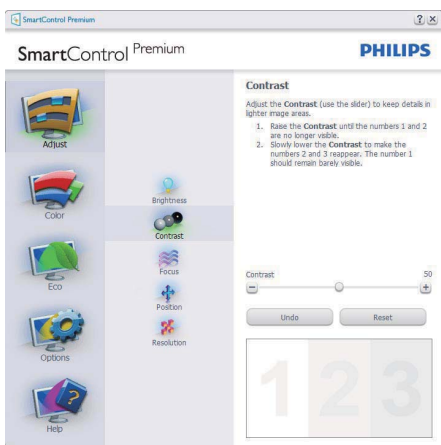 SmartControl Premium
SmartControl Premium
PHILIPS
Adjust
Color
Eco
Options
Help
Brightness
Contrast
Focus
Position
Resolution
Contrast
Adjust the Contrast (use the slider) to keep details in
lighter image areas.
1. Raise the Contrast until the numbers 1 and 2
are no longer visible.
2. Slowly lower the Contrast to make the
numbers 2 and 3 reappear. The number 1
should remain barely visible.
Contrast 50
Undo Reset
1 2 3